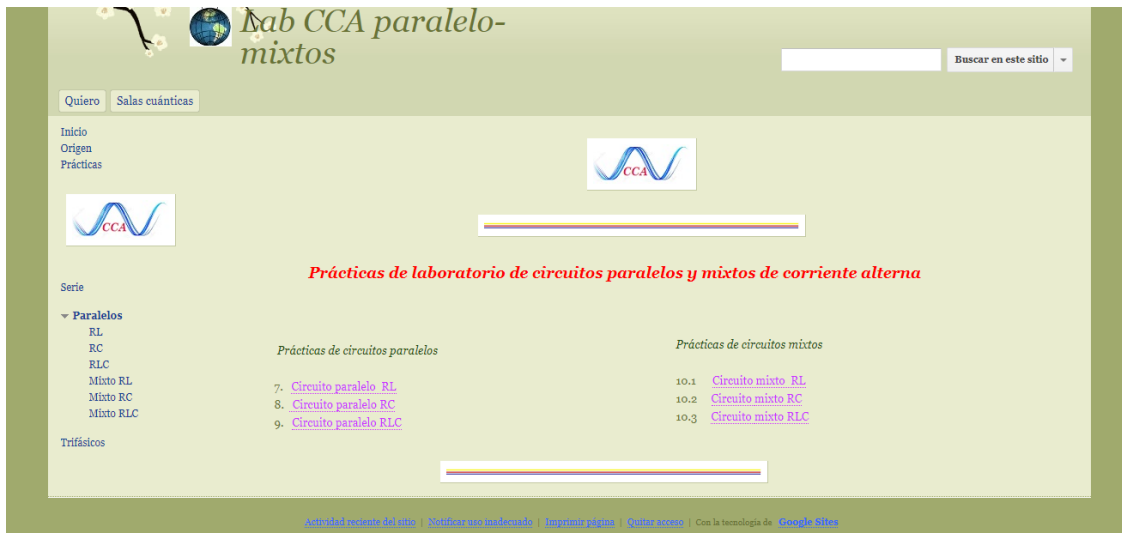 Lab CCA paralelo-
mixtos
Buscar en este sitio
Quiero Salas cuánticas
Inicio
Origen
Prácticas
CCA
CCA
Prácticas de laboratorio de circuitos paralelos y mixtos de corriente alterna
Serie
Paralelos
RL
RC
RLC
Mixto RL
Mixto RC
Mixto RLC
Trifásicos
Prácticas de circuitos paralelos
7. Circuito paralelo RL
8. Circuito paralelo RC
9. Circuito paralelo RLC
Prácticas de circuitos mixtos
10.1 Circuito mixto RL
10.2 Circuito mixto RC
10.3 Circuito mixto RLC
Actividad reciente del sitio | Notificar uso inadecuado | Imprimir página | Quitar acceso | Con la tecnología de Google Sites